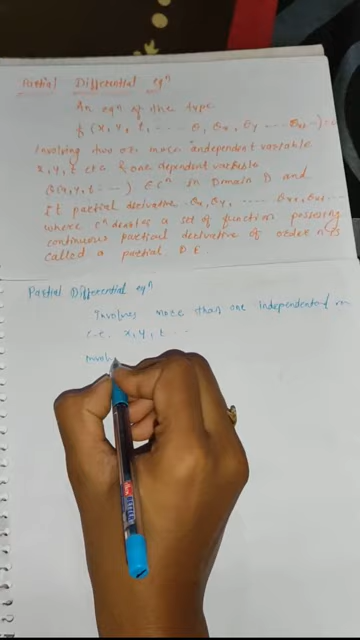 Partial Differential eqⁿ
An eqⁿ of the type
f(x, y, t, .... θ, θx, θy .... θxx ...) = 0
Involving two or more independent variable
x, y, t etc & one dependent variable
θ(x, y, t ...) ∈ Cⁿ in Domain D and
it partial derivative θx, θy, ..... θxx, θxt ...
where Cⁿ denotes a set of function possesing
continuous partial derivative of order n is
called a partial D.E.
Partial Differential eqⁿ
Involves more than one independent
i.e. x, y, t ...
Involv